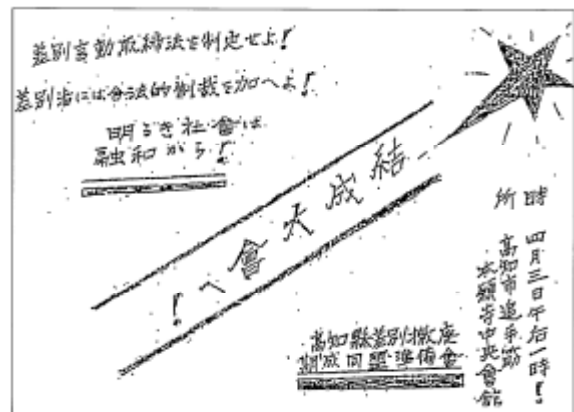 差別言動取締法を制定せよ!
差別者には合法的制裁を加へよ!
明るき社會は
融和から!
結成大會へ!
時 四月三日午后一時!
所 高知市追手筋
本願寺中央會館
高知縣差別撤廃
期成同盟準備會